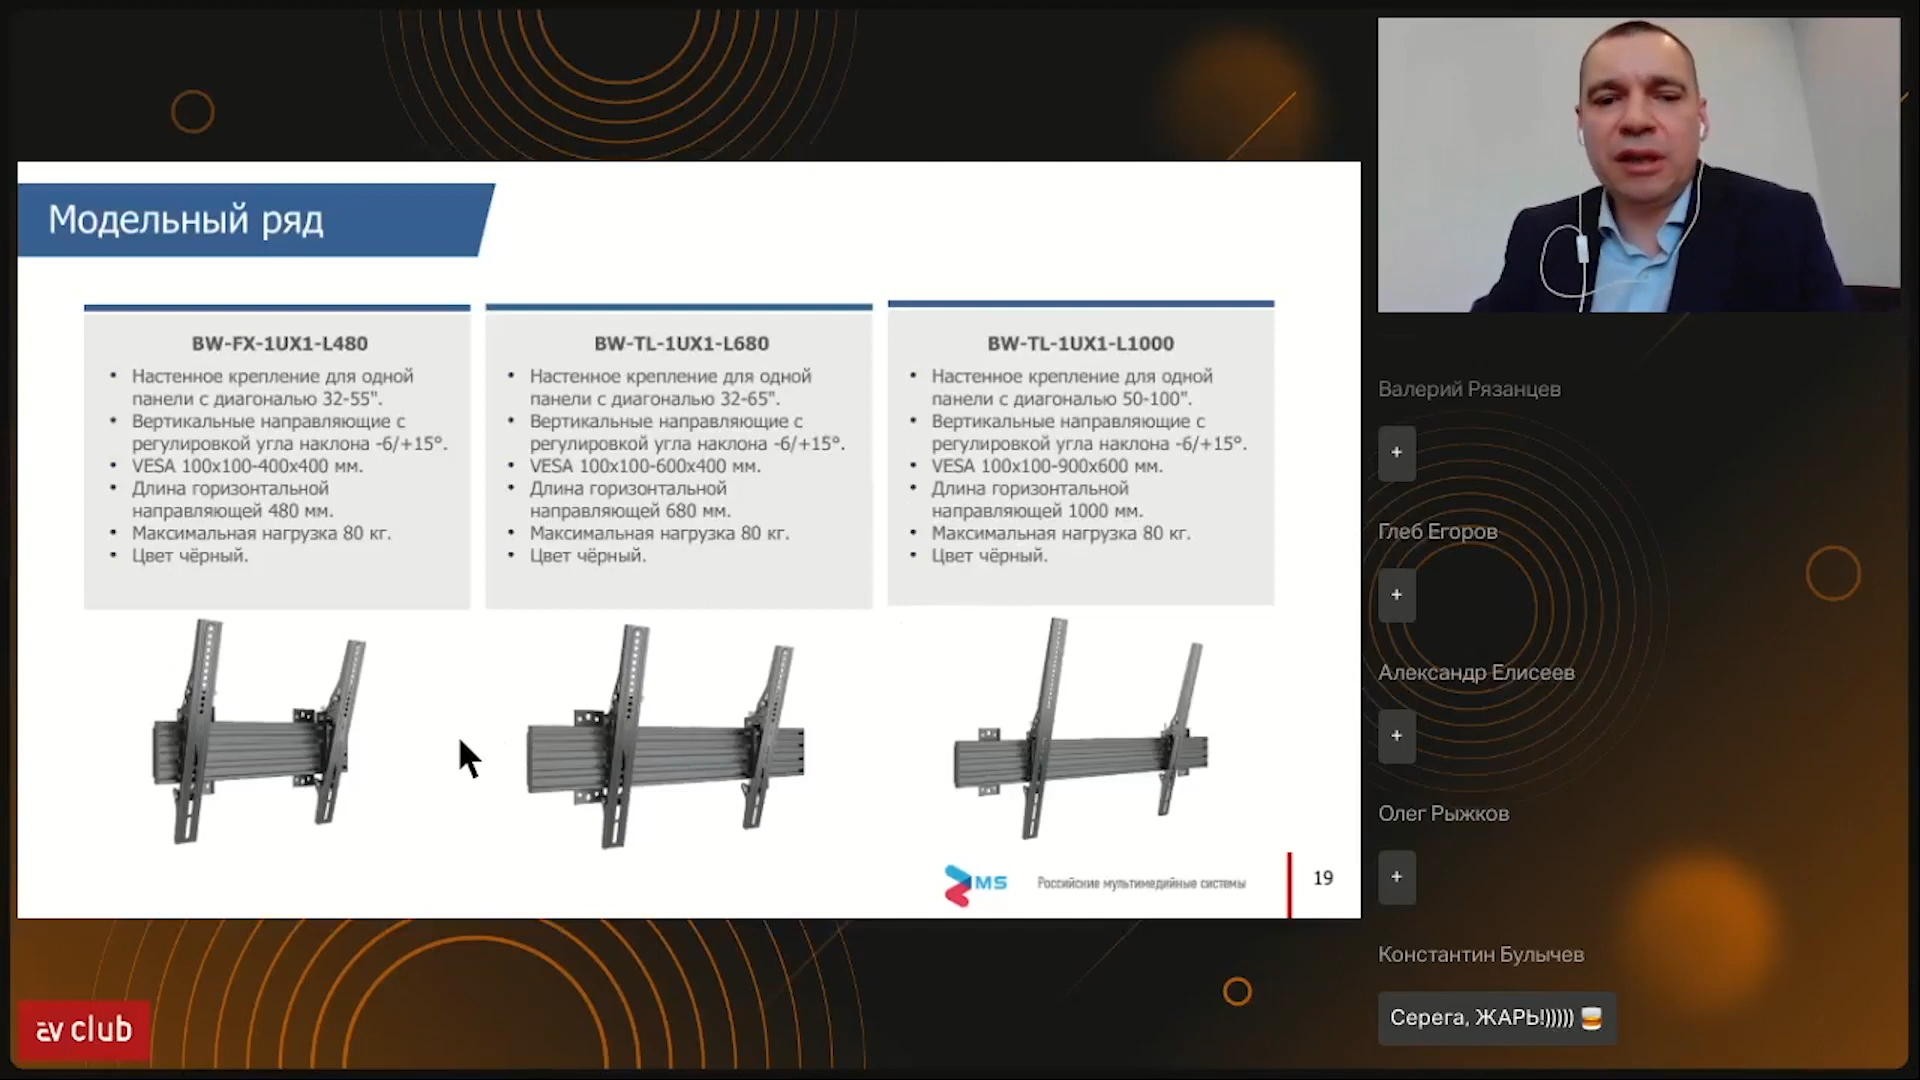 Модельный ряд
BW-FX-1UX1-L480
• Настенное крепление для одной
панели с диагональю 32-55".
• Вертикальные направляющие с
регулировкой угла наклона -6/+15°.
• VESA 100x100-400x400 мм.
• Длина горизонтальной
направляющей 480 мм.
• Максимальная нагрузка 80 кг.
• Цвет чёрный.
BW-TL-1UX1-L680
• Настенное крепление для одной
панели с диагональю 32-65".
• Вертикальные направляющие с
регулировкой угла наклона -6/+15°.
• VESA 100x100-600x400 мм.
• Длина горизонтальной
направляющей 680 мм.
• Максимальная нагрузка 80 кг.
• Цвет чёрный.
BW-TL-1UX1-L1000
• Настенное крепление для одной
панели с диагональю 50-100".
• Вертикальные направляющие с
регулировкой угла наклона -6/+15°.
• VESA 100x100-900x600 мм.
• Длина горизонтальной
направляющей 1000 мм.
• Максимальная нагрузка 80 кг.
• Цвет чёрный.
MS
Российские мультимедийные системы
19
av club
Валерий Рязанцев
+
Глеб Егоров
+
Александр Елисеев
+
Олег Рыжков
+
Константин Булычев
Серега, ЖАРЬ!))))) 🥃